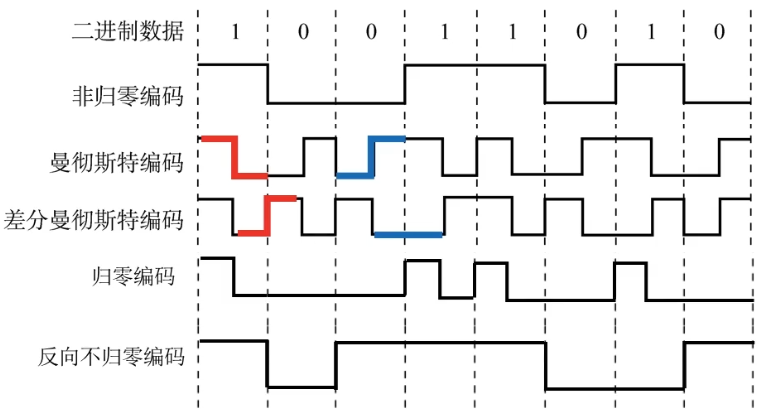 二进制数据 1 0 0 1 1 0 1 0
非归零编码
曼彻斯特编码
差分曼彻斯特编码
归零编码
反向不归零编码